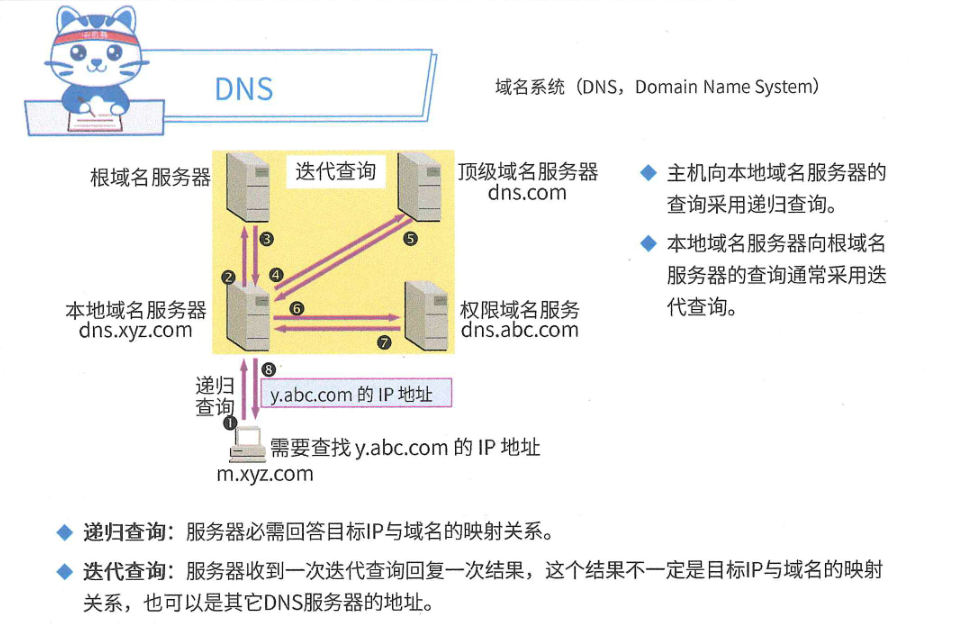 DNS
域名系统（DNS，Domain Name System）
根域名服务器
迭代查询
顶级域名服务器
dns.com
❸
❺
❷
❹
本地域名服务器
dns.xyz.com
❻
权限域名服务
dns.abc.com
❼
❽
递归
查询
y.abc.com 的 IP 地址
❶
需要查找 y.abc.com 的 IP 地址
m.xyz.com
主机向本地域名服务器的
查询采用递归查询。
本地域名服务器向根域名
服务器的查询通常采用迭
代查询。
递归查询：服务器必需回答目标IP与域名的映射关系。
迭代查询：服务器收到一次迭代查询回复一次结果，这个结果不一定是目标IP与域名的映射
关系，也可以是其它DNS服务器的地址。